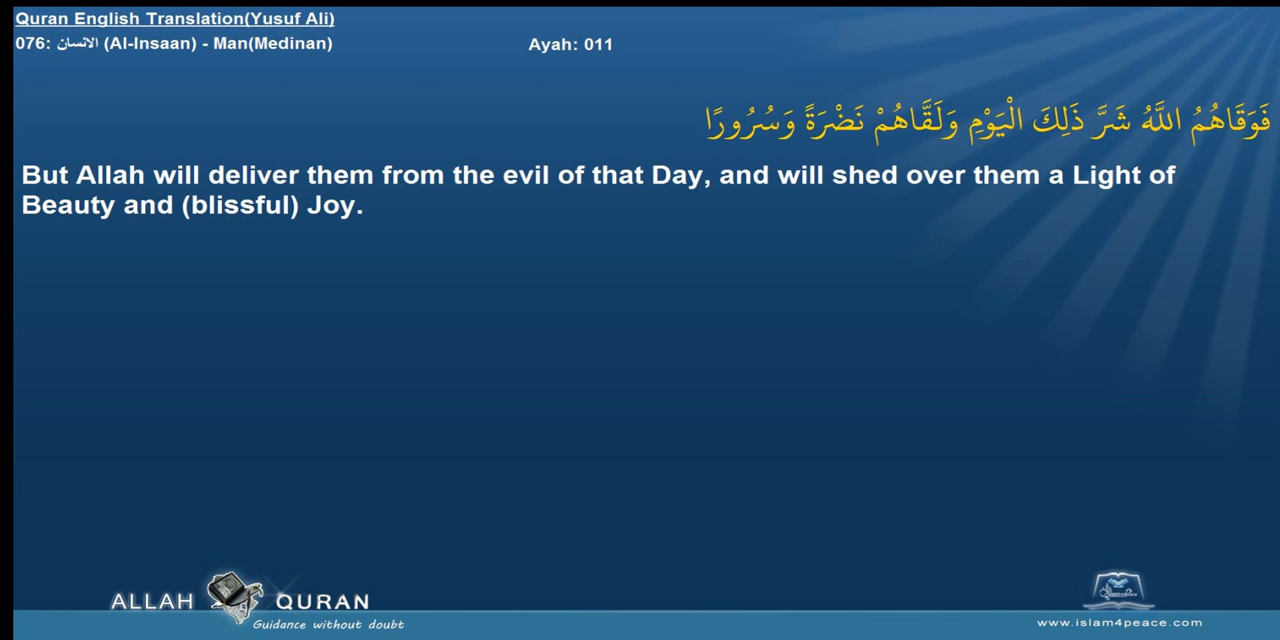 Quran English Translation(Yusuf Ali)
076: الانسان (Al-Insaan) - Man(Medinan) Ayah: 011
فَوَقَاهُمُ اللَّهُ شَرَّ ذَلِكَ الْيَوْمِ وَلَقَّاهُمْ نَضْرَةً وَسُرُورًا
But Allah will deliver them from the evil of that Day, and will shed over them a Light of
Beauty and (blissful) Joy.
ALLAH QURAN
Guidance without doubt
www.islam4peace.com